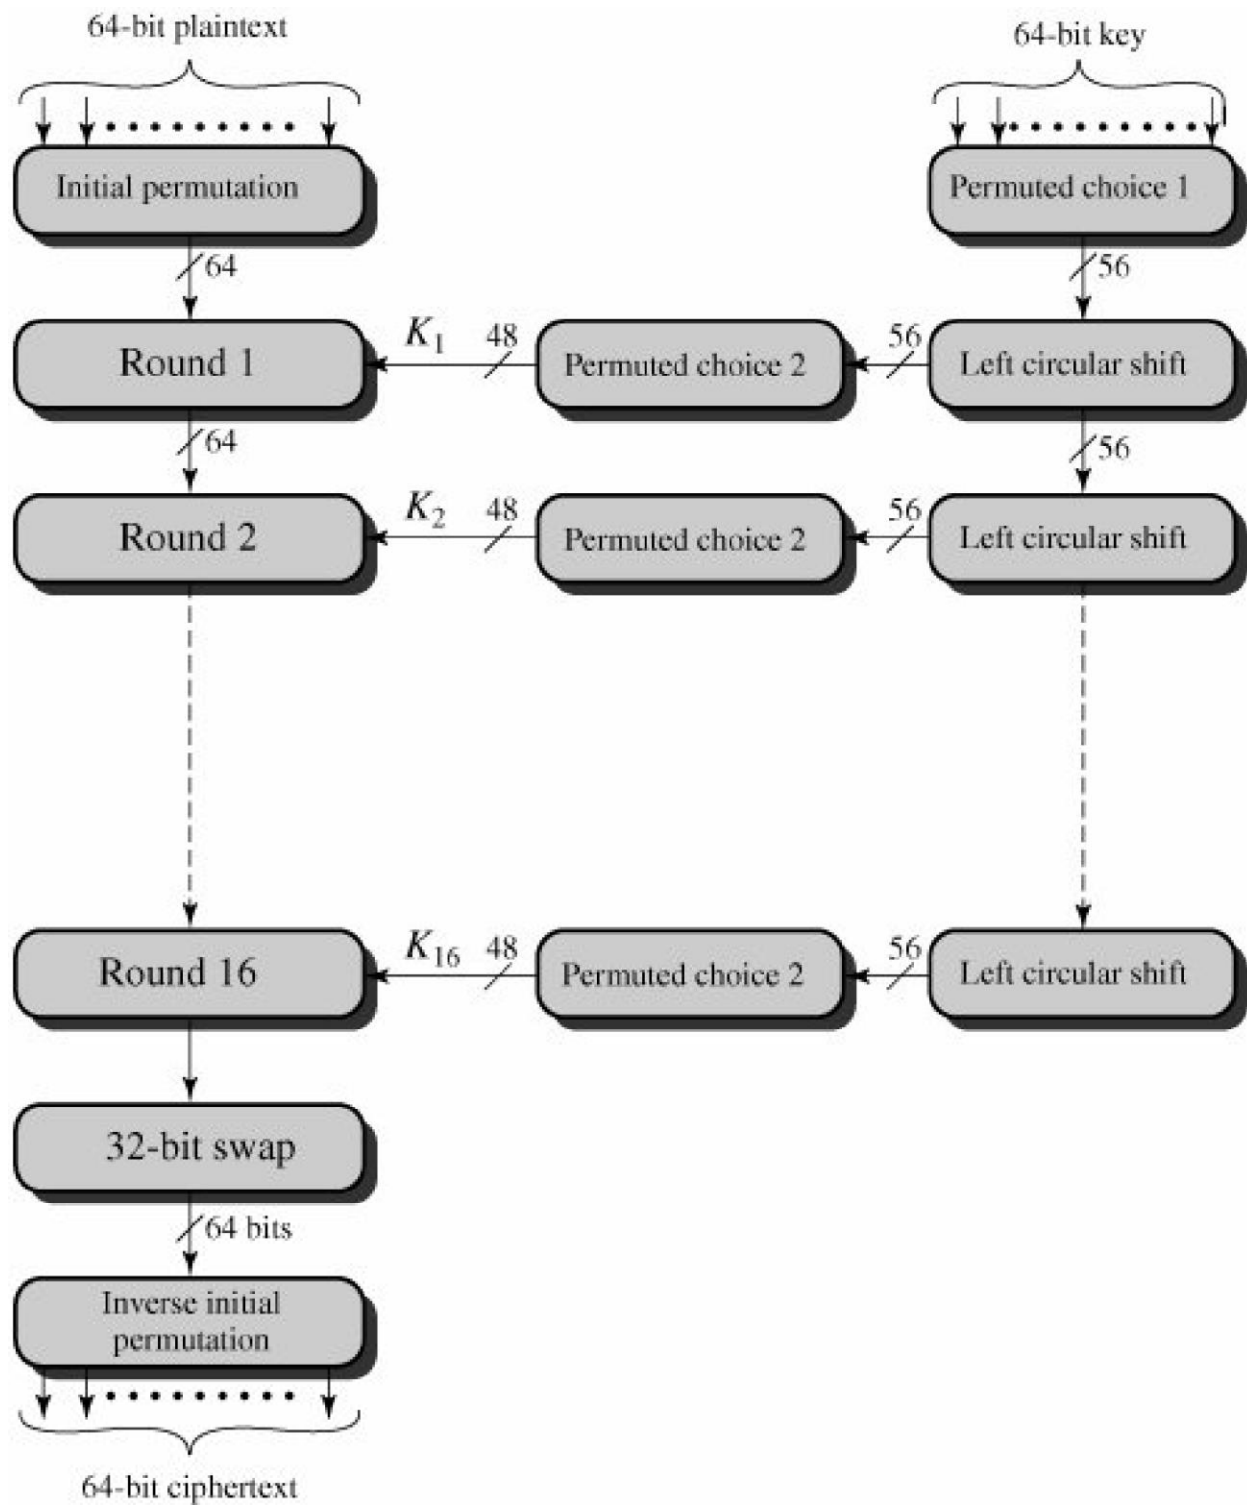 64-bit plaintext
64-bit key
Initial permutation
Permuted choice 1
64
56
Round 1
K1
48
Permuted choice 2
56
Left circular shift
64
56
Round 2
K2
48
Permuted choice 2
56
Left circular shift
Round 16
K16
48
Permuted choice 2
56
Left circular shift
32-bit swap
64 bits
Inverse initial
permutation
64-bit ciphertext